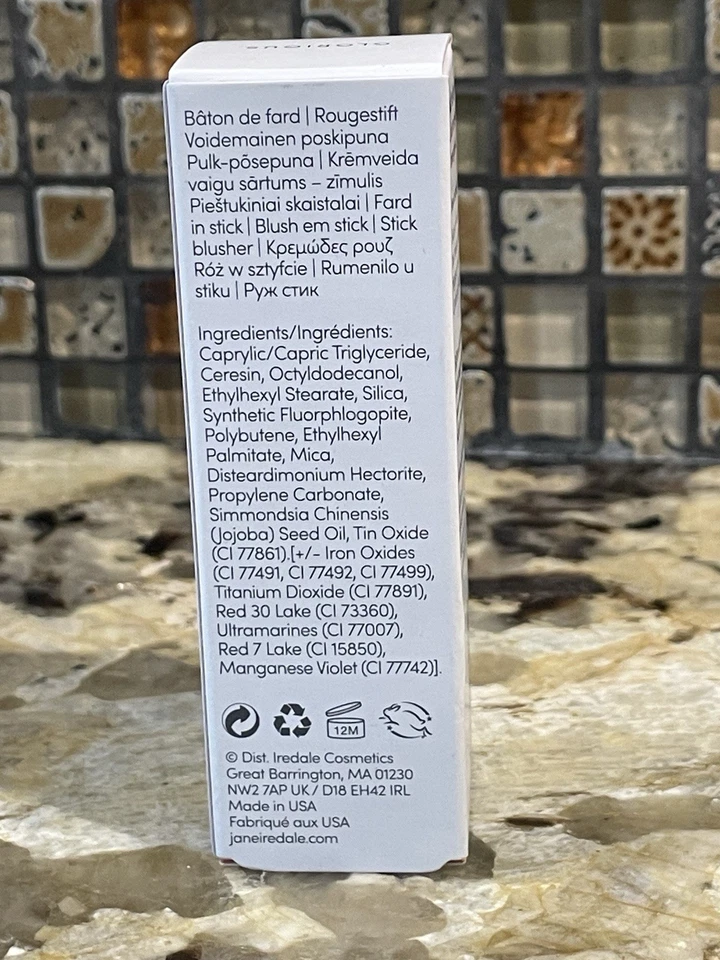 GLORIOUS
Bâton de fard | Rougestift
Voidemainen poskipuna
Pulk-põsepuna | Krēmveida
vaigu sārtums – zīmulis
Pieštukiniai skaistalai | Fard
in stick | Blush em stick | Stick
blusher | Κρεμώδες ρουζ
Róż w sztyfcie | Rumenilo u
stiku | Руж стик
Ingredients/Ingrédients:
Caprylic/Capric Triglyceride,
Ceresin, Octyldodecanol,
Ethylhexyl Stearate, Silica,
Synthetic Fluorphlogopite,
Polybutene, Ethylhexyl
Palmitate, Mica,
Disteardimonium Hectorite,
Propylene Carbonate,
Simmondsia Chinensis
(Jojoba) Seed Oil, Tin Oxide
(CI 77861).[+/- Iron Oxides
(CI 77491, CI 77492, CI 77499),
Titanium Dioxide (CI 77891),
Red 30 Lake (CI 73360),
Ultramarines (CI 77007),
Red 7 Lake (CI 15850),
Manganese Violet (CI 77742)].
12M
© Dist. Iredale Cosmetics
Great Barrington, MA 01230
NW2 7AP UK / D18 EH42 IRL
Made in USA
Fabriqué aux USA
janeiredale.com